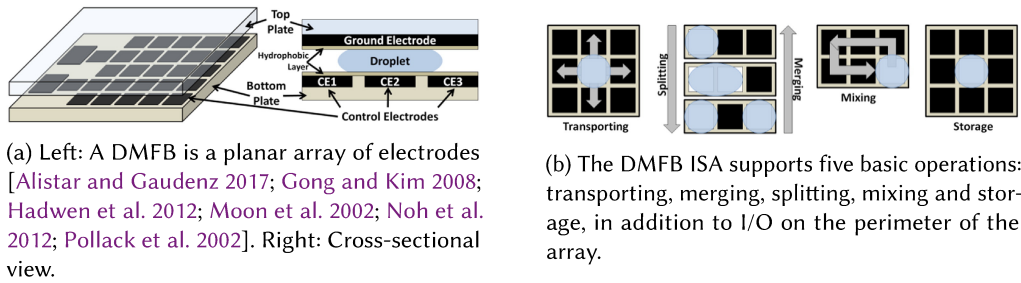 Top
Plate
Ground Electrode
Hydrophobic
Layer
Droplet
CE1 CE2 CE3
Bottom
Plate
Control Electrodes
(a) Left: A DMFB is a planar array of electrodes
[Alistar and Gaudenz 2017; Gong and Kim 2008;
Hadwen et al. 2012; Moon et al. 2002; Noh et al.
2012; Pollack et al. 2002]. Right: Cross-sectional
view.
Transporting
Splitting
Merging
Mixing
Storage
(b) The DMFB ISA supports five basic operations:
transporting, merging, splitting, mixing and stor-
age, in addition to I/O on the perimeter of the
array.